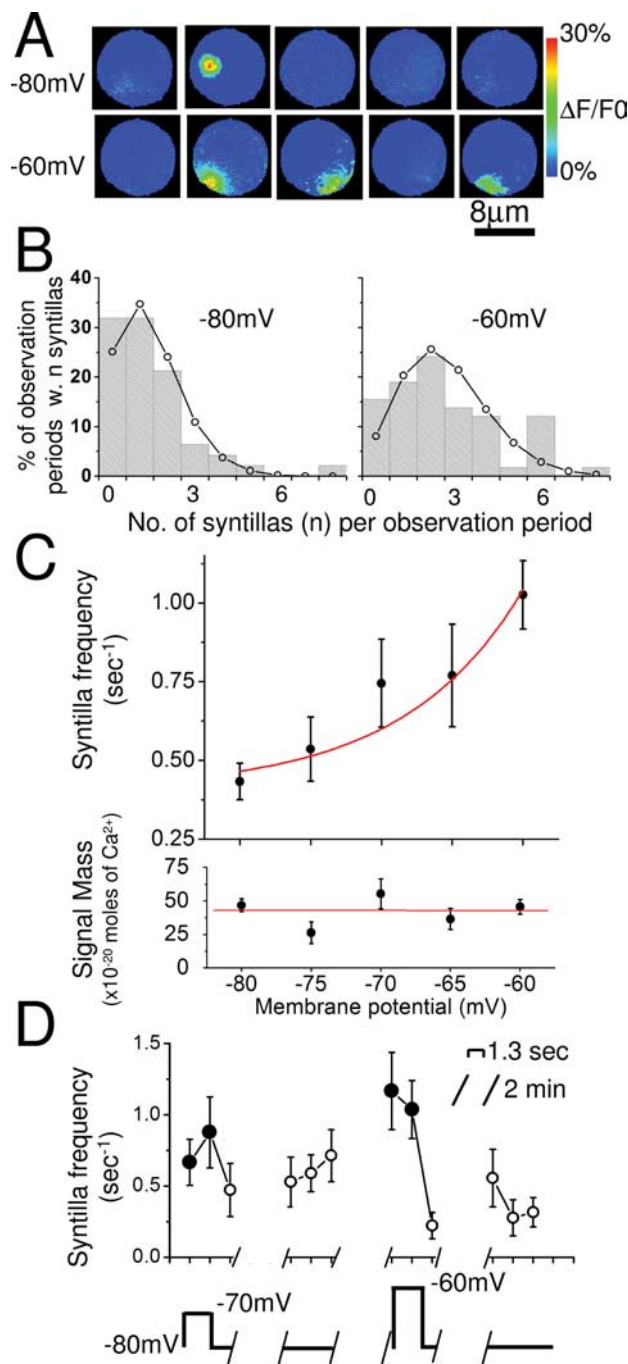 A
-80mV
-60mV
30%
ΔF/F0
0%
8μm
B
% of observation
periods w. n syntillas
40
30
20
10
0
-80mV
-60mV
0 3 6
0 3 6
No. of syntillas (n) per observation period
C
Syntilla frequency
(sec⁻¹)
1.00
0.75
0.50
0.25
Signal Mass
(x10⁻²⁰ moles of Ca²⁺)
75
50
25
0
-80 -75 -70 -65 -60
Membrane potential (mV)
D
Syntilla frequency
(sec⁻¹)
1.5
1.0
0.5
0.0
1.3 sec
2 min
-70mV
-60mV
-80mV